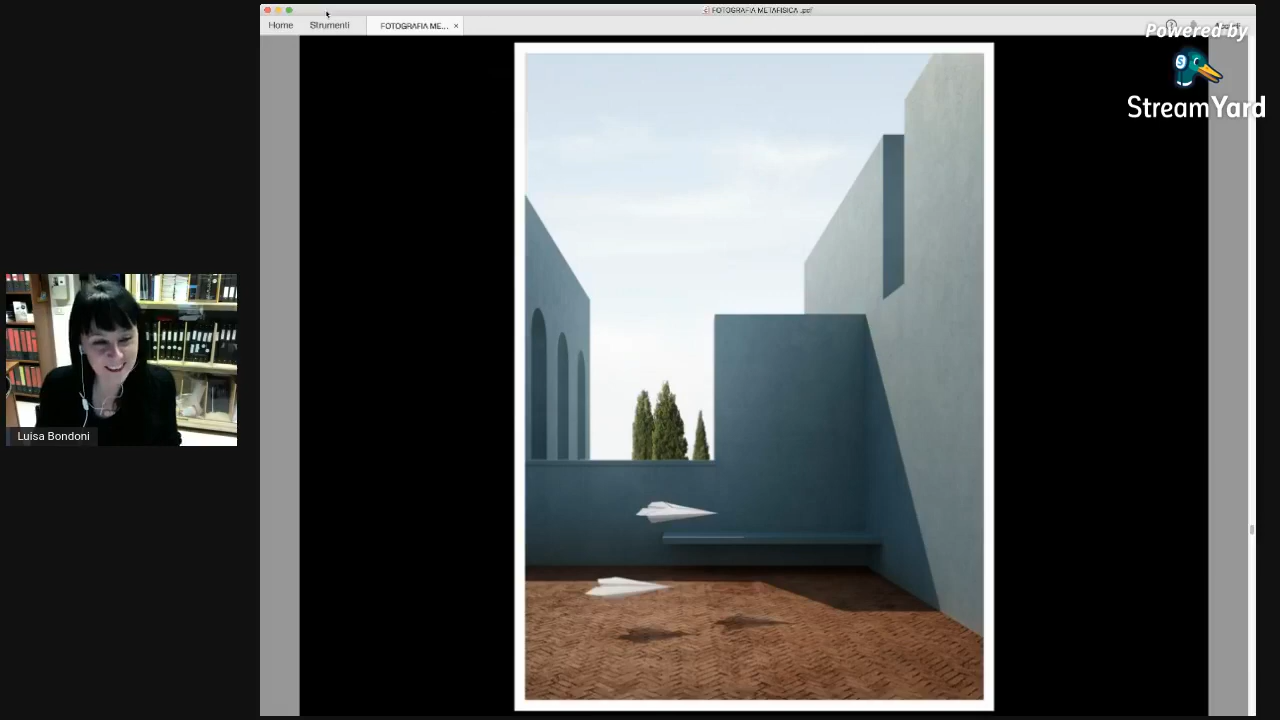 FOTOGRAFIA METAFISICA .pdf
Home
Strumenti
FOTOGRAFIA ME... ×
Powered by
StreamYard
Luisa Bondoni